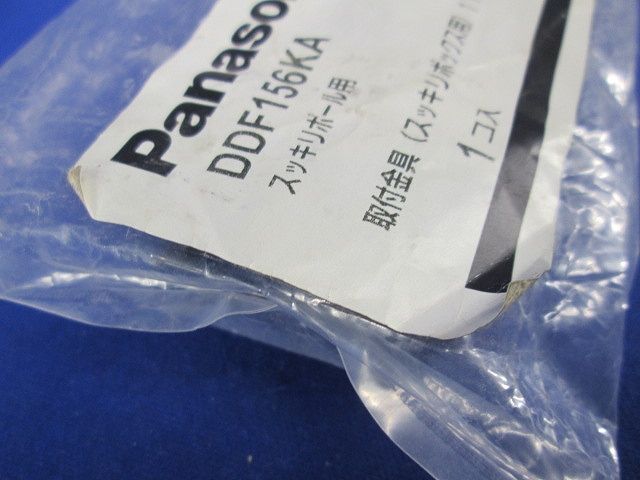 Panaso
DDF156KA
スッキリポール用
取付金具 (スッキリボックス用)
1コ入